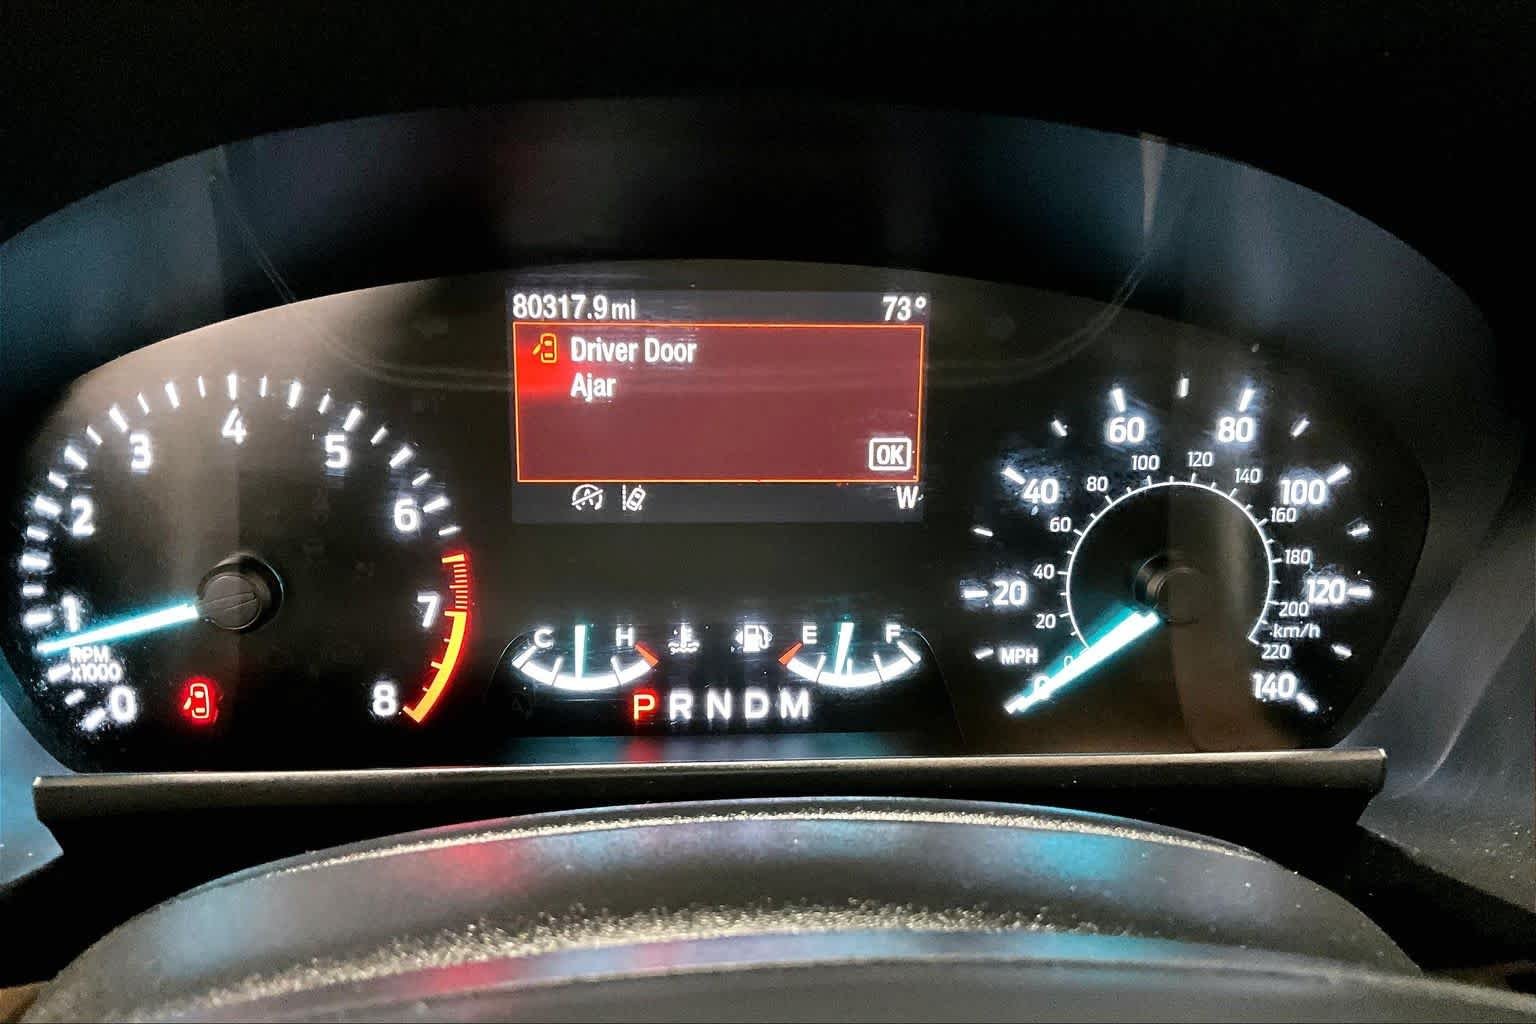 80317.9 mi 73°
Driver Door
Ajar
OK
W
0 1 2 3 4 5 6 7 8
RPM
x1000
C H
E F
P R N D M
0 20 40 60 80 100 120 140
MPH
0 20 40 60 80 100 120 140 160 180 200 220
km/h